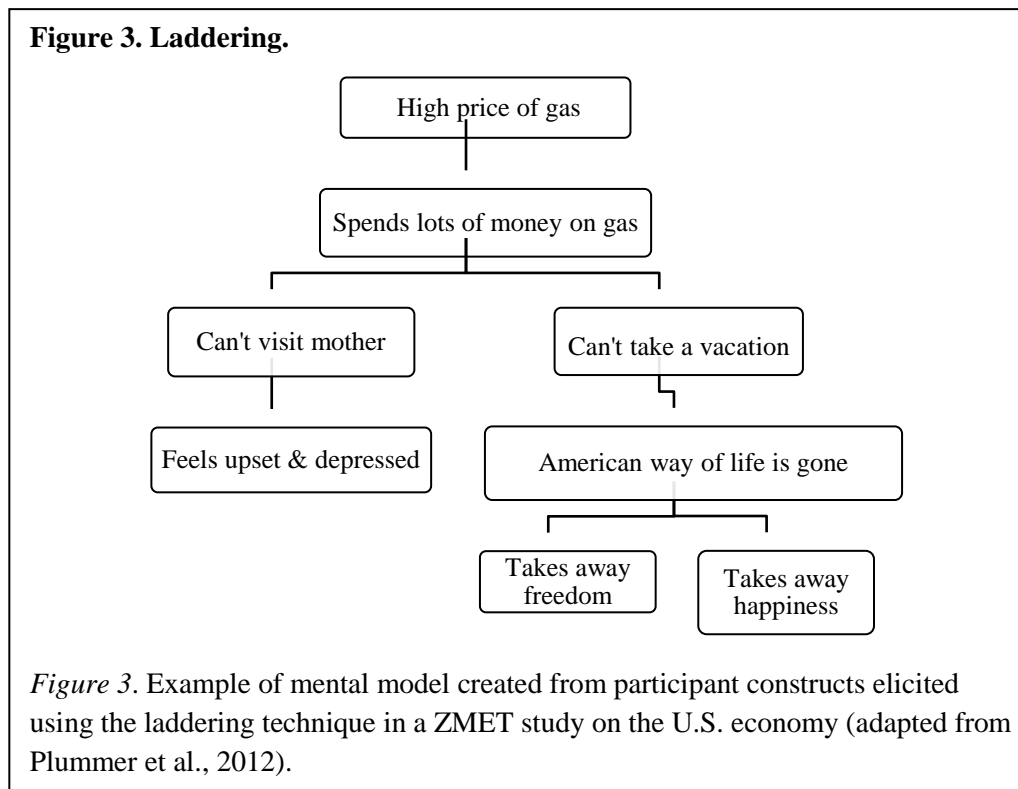 Figure 3. Laddering.
High price of gas
Spends lots of money on gas
Can't visit mother
Can't take a vacation
Feels upset & depressed
American way of life is gone
Takes away
freedom
Takes away
happiness
Figure 3. Example of mental model created from participant constructs elicited
using the laddering technique in a ZMET study on the U.S. economy (adapted from
Plummer et al., 2012).